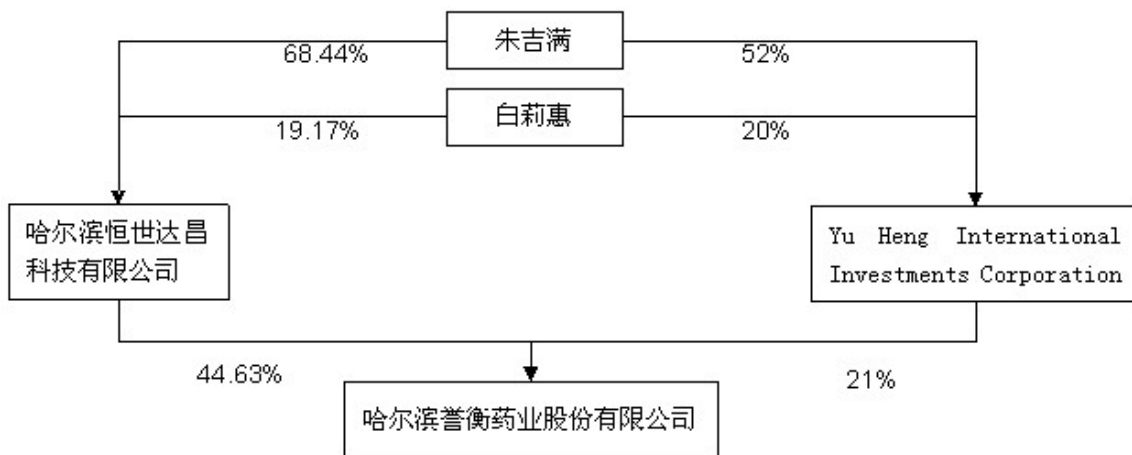 朱吉满
68.44%
52%
白莉惠
19.17%
20%
哈尔滨恒世达昌
科技有限公司
Yu Heng International
Investments Corporation
44.63%
21%
哈尔滨誉衡药业股份有限公司